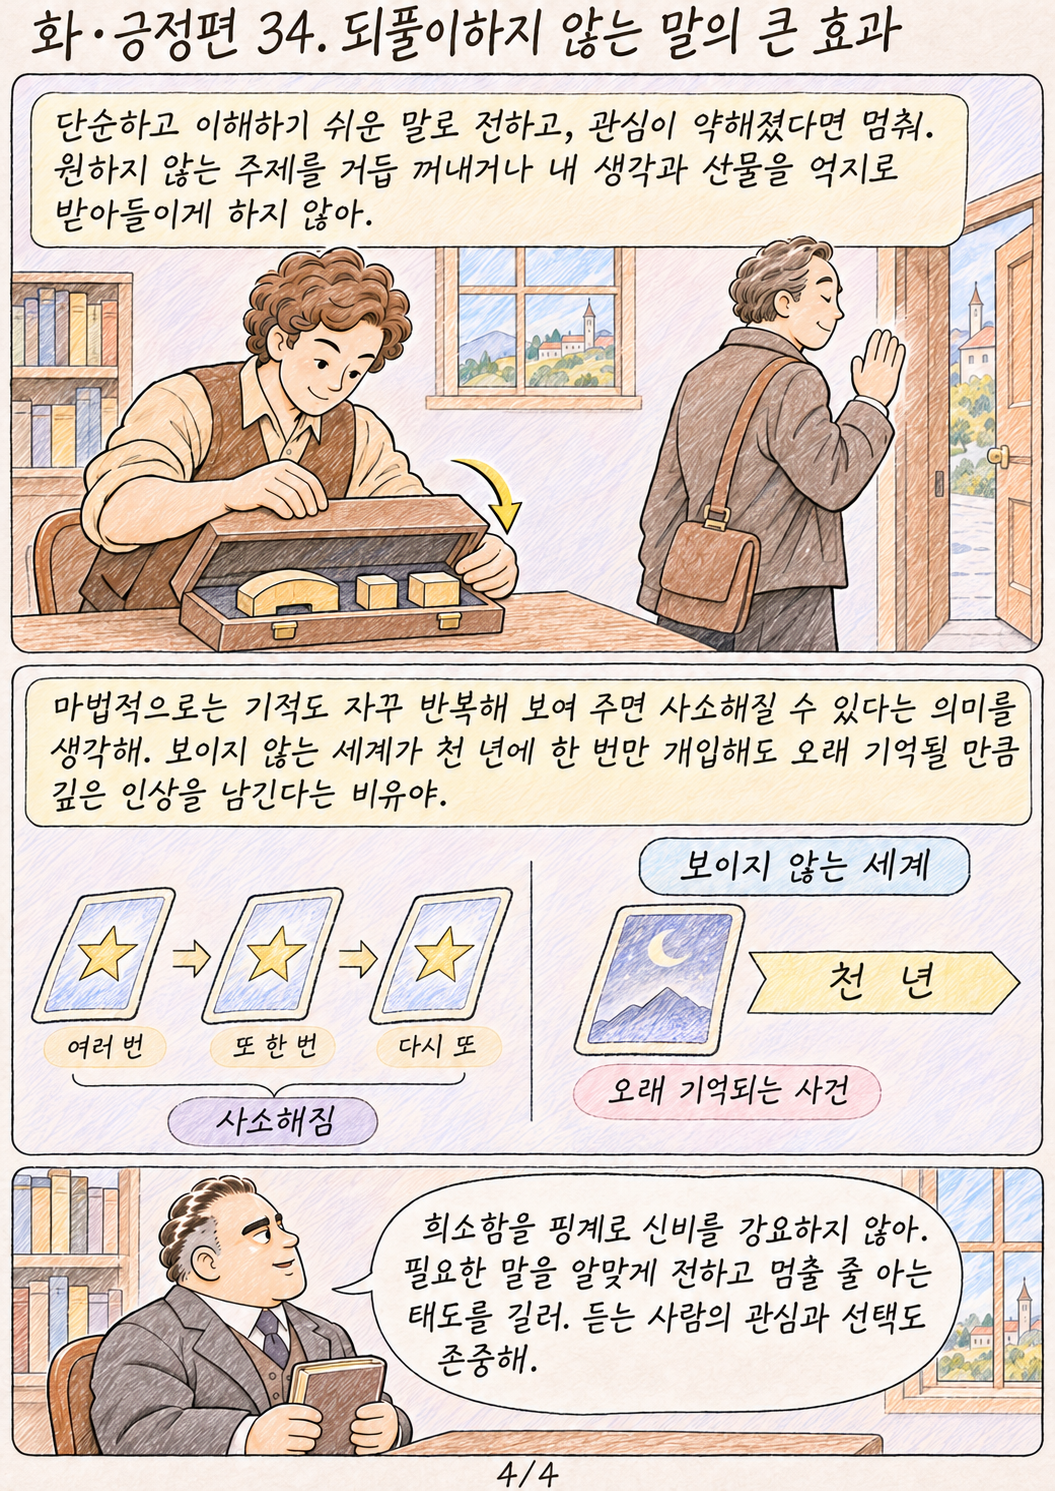 화·긍정편 34. 되풀이하지 않는 말의 큰 효과
단순하고 이해하기 쉬운 말로 전하고, 관심이 약해졌다면 멈춰.
원하지 않는 주제를 거듭 꺼내거나 내 생각과 산물을 억지로
받아들이게 하지 않아.
마법적으로는 기적도 자꾸 반복해 보여 주면 사소해질 수 있다는 의미를
생각해. 보이지 않는 세계가 천 년에 한 번만 개입해도 오래 기억될 만큼
깊은 인상을 남긴다는 비유야.
여러 번
또 한 번
다시 또
사소해짐
보이지 않는 세계
천 년
오래 기억되는 사건
희소함을 핑계로 신비를 강요하지 않아.
필요한 말을 알맞게 전하고 멈출 줄 아는
태도를 길러. 듣는 사람의 관심과 선택도
존중해.
4/4